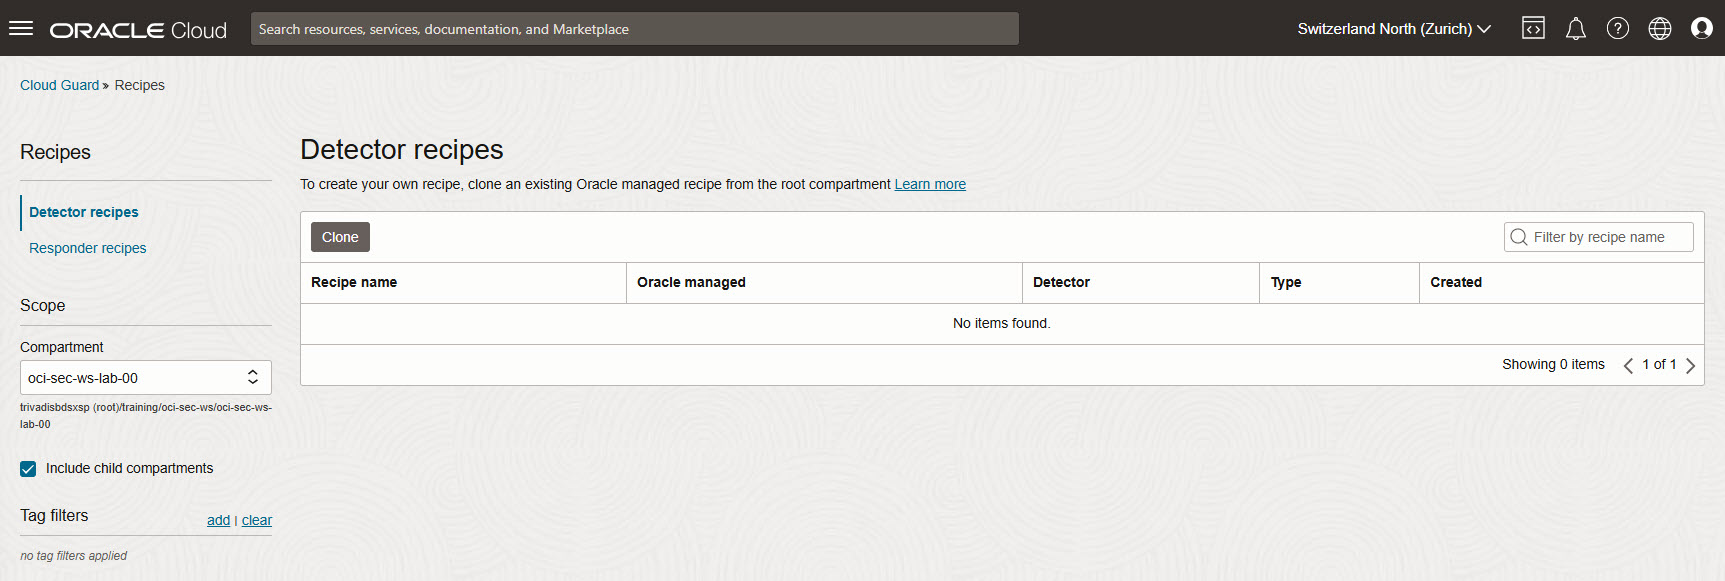 ORACLE Cloud
Search resources, services, documentation, and Marketplace
Switzerland North (Zurich)
Cloud Guard » Recipes
Recipes
Detector recipes
Responder recipes
Scope
Compartment
oci-sec-ws-lab-00
trivadisbdsxsp (root)/training/oci-sec-ws/oci-sec-ws-
lab-00
Include child compartments
Tag filters add | clear
no tag filters applied
Detector recipes
To create your own recipe, clone an existing Oracle managed recipe from the root compartment Learn more
Clone
Filter by recipe name
Recipe name Oracle managed Detector Type Created
No items found.
Showing 0 items 1 of 1